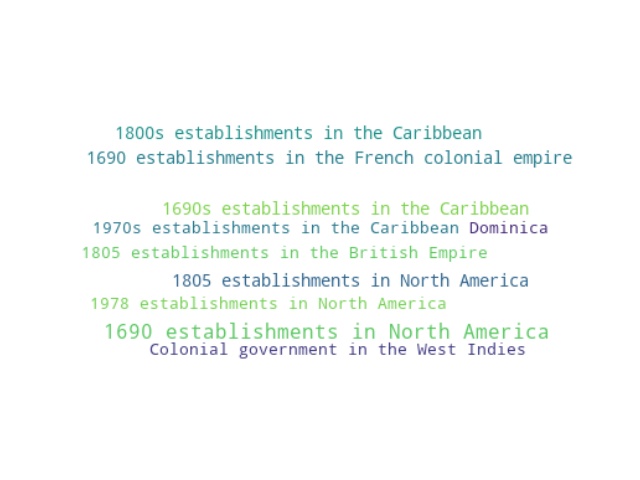 1800s establishments in the Caribbean
1690 establishments in the French colonial empire
1690s establishments in the Caribbean
1970s establishments in the Caribbean Dominica
1805 establishments in the British Empire
1805 establishments in North America
1978 establishments in North America
1690 establishments in North America
Colonial government in the West Indies